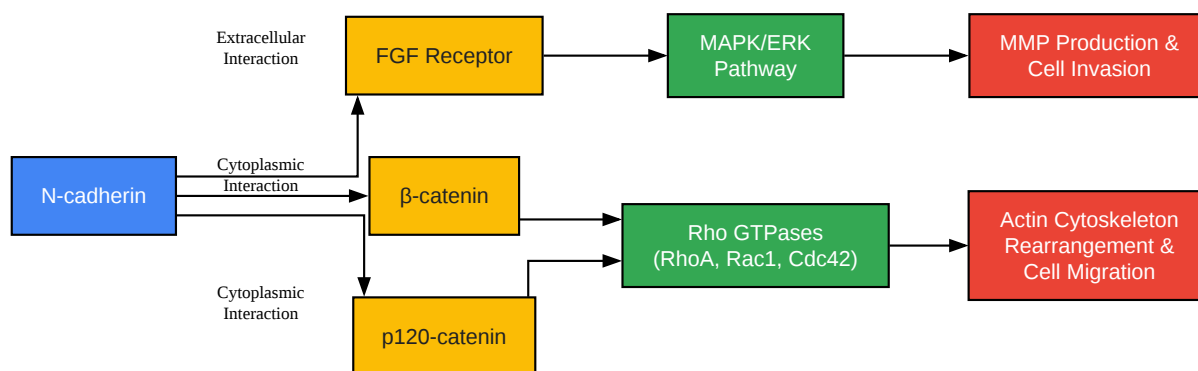 Extracellular
Interaction
FGF Receptor
MAPK/ERK
Pathway
MMP Production &
Cell Invasion
N-cadherin
Cytoplasmic
Interaction
β-catenin
Rho GTPases
(RhoA, Rac1, Cdc42)
Actin Cytoskeleton
Rearrangement &
Cell Migration
Cytoplasmic
Interaction
p120-catenin